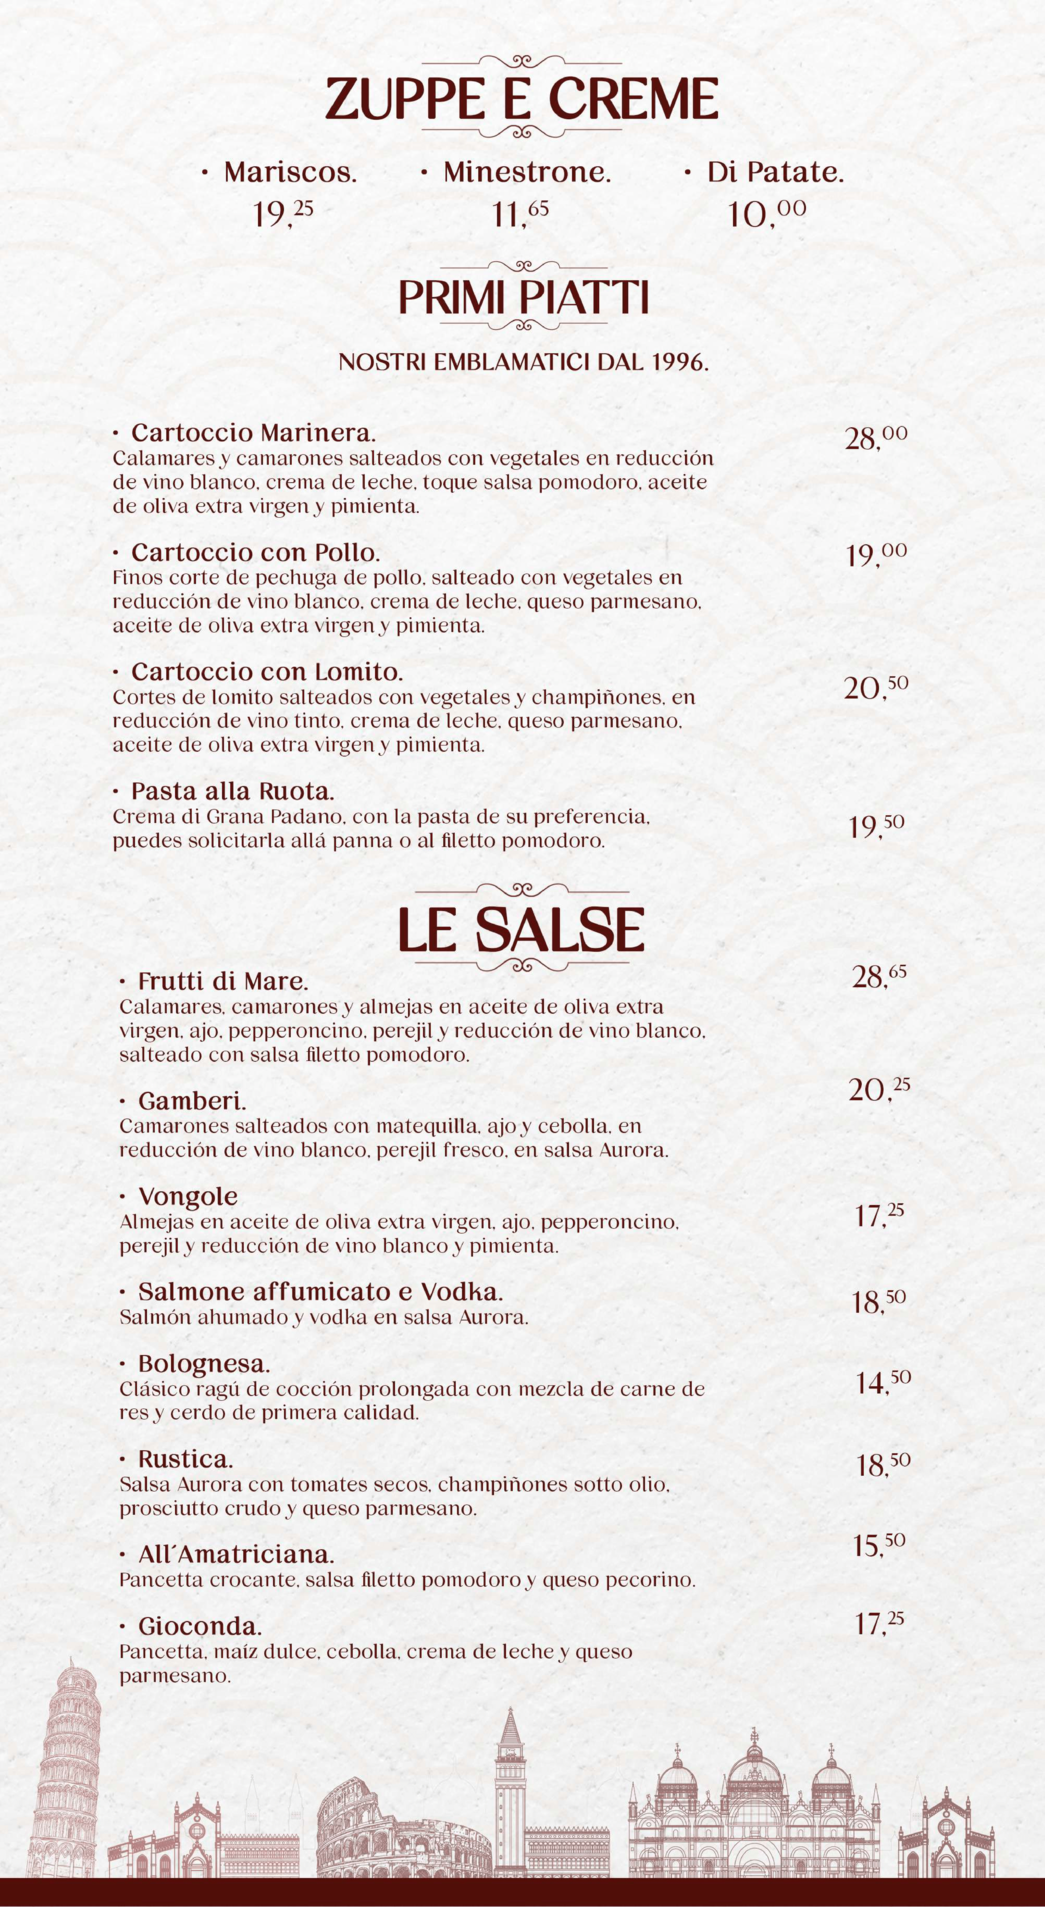 ZUPPE E CREME
· Mariscos. · Minestrone. · Di Patate.
19,25 11,65 10,00
PRIMI PIATTI
NOSTRI EMBLAMATICI DAL 1996.
· Cartoccio Marinera. 28,00
Calamares y camarones salteados con vegetales en reducción
de vino blanco, crema de leche, toque salsa pomodoro, aceite
de oliva extra virgen y pimienta.
· Cartoccio con Pollo. 19,00
Finos corte de pechuga de pollo, salteado con vegetales en
reducción de vino blanco, crema de leche, queso parmesano,
aceite de oliva extra virgen y pimienta.
· Cartoccio con Lomito. 20,50
Cortes de lomito salteados con vegetales y champiñones, en
reducción de vino tinto, crema de leche, queso parmesano,
aceite de oliva extra virgen y pimienta.
· Pasta alla Ruota. 19,50
Crema di Grana Padano, con la pasta de su preferencia,
puedes solicitarla allá panna o al filetto pomodoro.
LE SALSE
· Frutti di Mare. 28,65
Calamares, camarones y almejas en aceite de oliva extra
virgen, ajo, pepperoncino, perejil y reducción de vino blanco,
salteado con salsa filetto pomodoro.
· Gamberi. 20,25
Camarones salteados con matequilla, ajo y cebolla, en
reducción de vino blanco, perejil fresco, en salsa Aurora.
· Vongole 17,25
Almejas en aceite de oliva extra virgen, ajo, pepperoncino,
perejil y reducción de vino blanco y pimienta.
· Salmone affumicato e Vodka. 18,50
Salmón ahumado y vodka en salsa Aurora.
· Bolognesa. 14,50
Clásico ragú de cocción prolongada con mezcla de carne de
res y cerdo de primera calidad.
· Rustica. 18,50
Salsa Aurora con tomates secos, champiñones sotto olio,
prosciutto crudo y queso parmesano.
· All´Amatriciana. 15,50
Pancetta crocante, salsa filetto pomodoro y queso pecorino.
· Gioconda. 17,25
Pancetta, maíz dulce, cebolla, crema de leche y queso
parmesano.